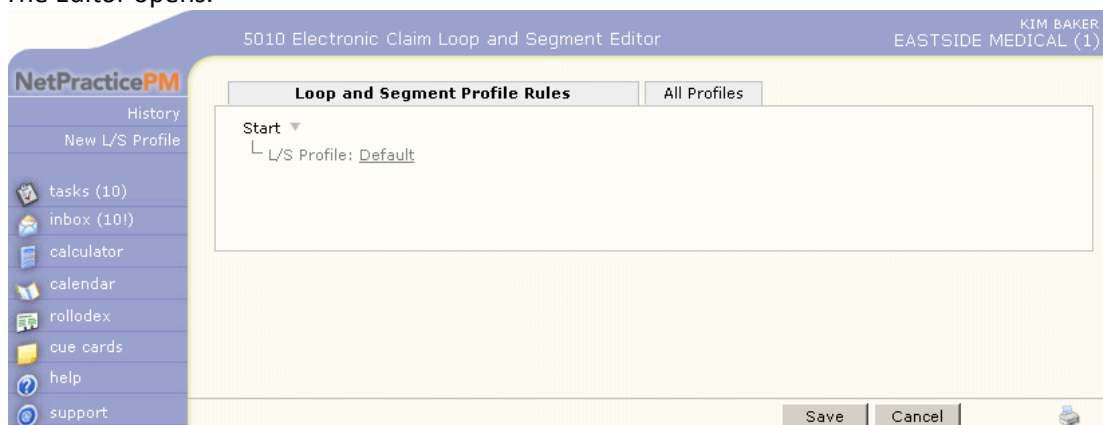 The Editor opens.
5010 Electronic Claim Loop and Segment Editor
KIM BAKER
EASTSIDE MEDICAL (1)
NetPracticePM
History
New L/S Profile
tasks (10)
inbox (10!)
calculator
calendar
rollodex
cue cards
help
support
Loop and Segment Profile Rules
All Profiles
Start
L/S Profile: Default
Save
Cancel